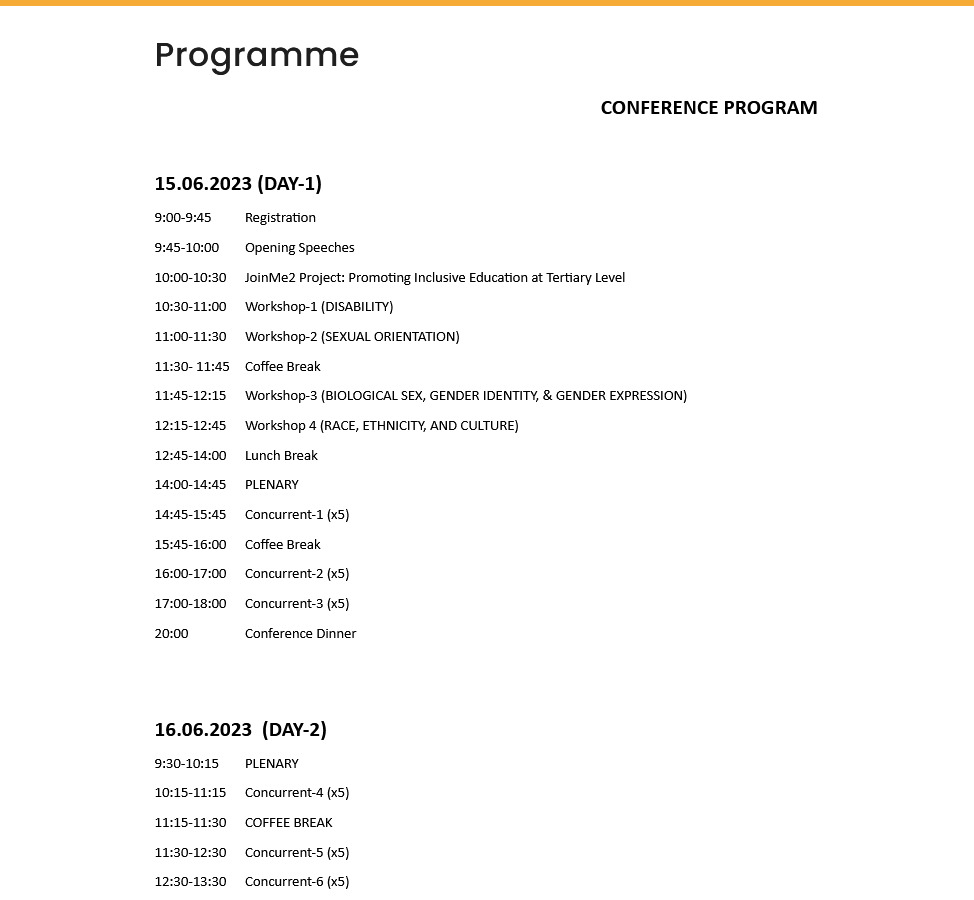 Programme
CONFERENCE PROGRAM
15.06.2023 (DAY-1)
9:00-9:45 Registration
9:45-10:00 Opening Speeches
10:00-10:30 JoinMe2 Project: Promoting Inclusive Education at Tertiary Level
10:30-11:00 Workshop-1 (DISABILITY)
11:00-11:30 Workshop-2 (SEXUAL ORIENTATION)
11:30- 11:45 Coffee Break
11:45-12:15 Workshop-3 (BIOLOGICAL SEX, GENDER IDENTITY, & GENDER EXPRESSION)
12:15-12:45 Workshop 4 (RACE, ETHNICITY, AND CULTURE)
12:45-14:00 Lunch Break
14:00-14:45 PLENARY
14:45-15:45 Concurrent-1 (x5)
15:45-16:00 Coffee Break
16:00-17:00 Concurrent-2 (x5)
17:00-18:00 Concurrent-3 (x5)
20:00 Conference Dinner
16.06.2023 (DAY-2)
9:30-10:15 PLENARY
10:15-11:15 Concurrent-4 (x5)
11:15-11:30 COFFEE BREAK
11:30-12:30 Concurrent-5 (x5)
12:30-13:30 Concurrent-6 (x5)